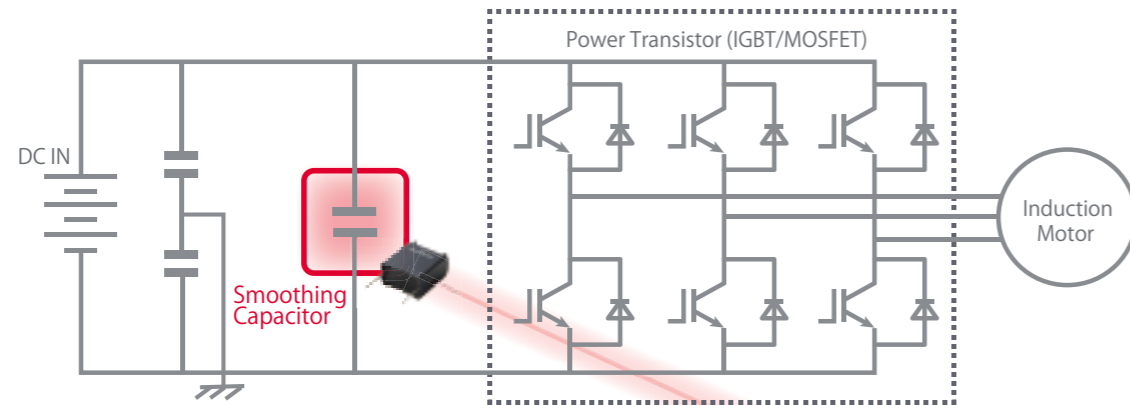 Power Transistor (IGBT/MOSFET)
DC IN
Smoothing
Capacitor
Induction
Motor